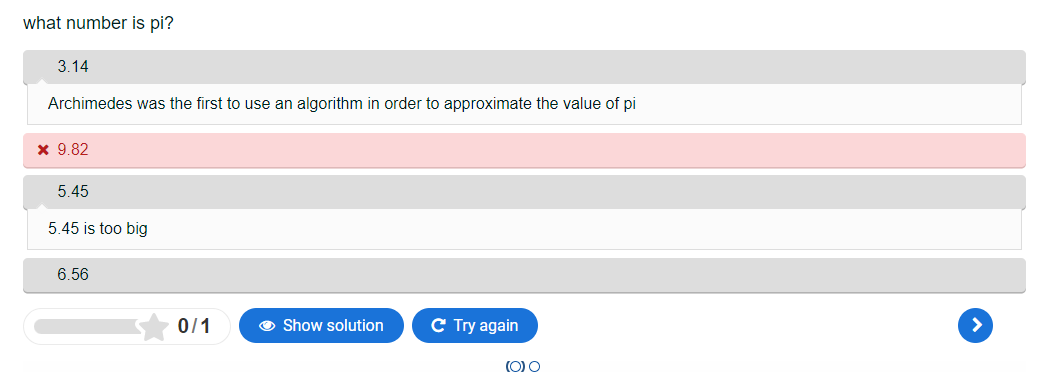 what number is pi?
3.14
Archimedes was the first to use an algorithm in order to approximate the value of pi
9.82
5.45
5.45 is too big
6.56
0/1 Show solution Try again